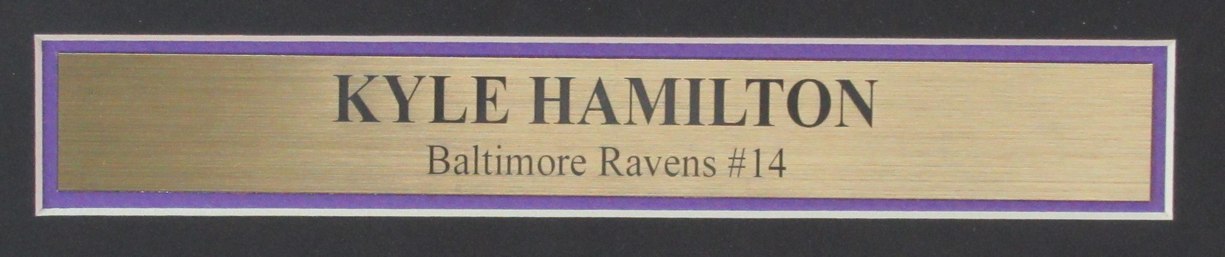 KYLE HAMILTON
Baltimore Ravens #14